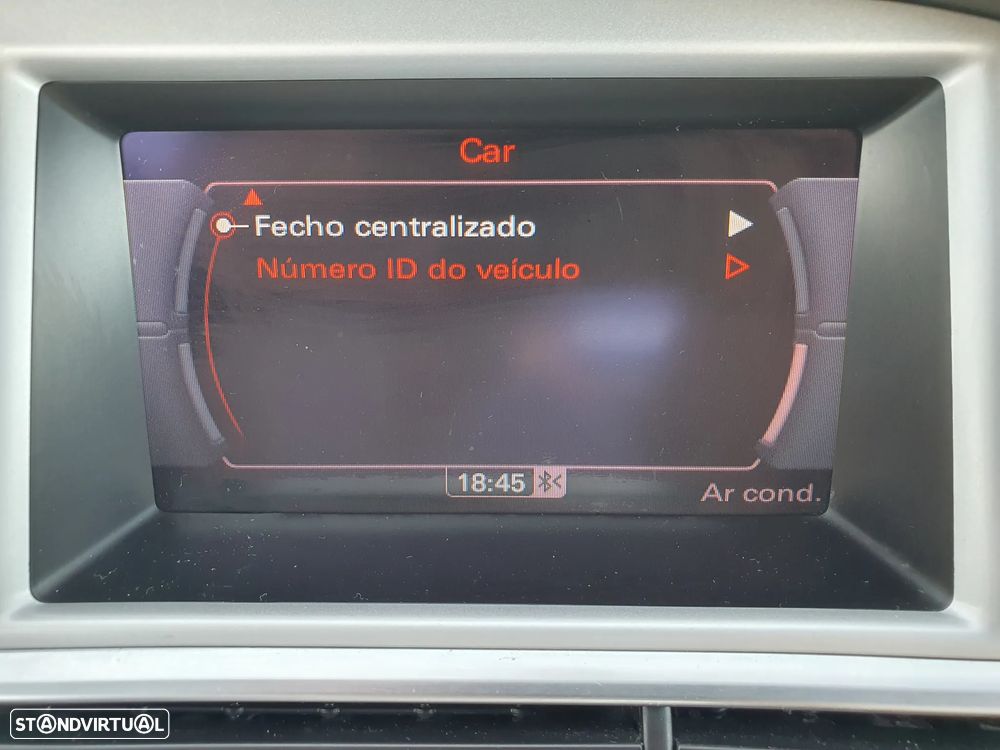 Car
Fecho centralizado
Número ID do veículo
18:45
Ar cond.
STANDVIRTUAL